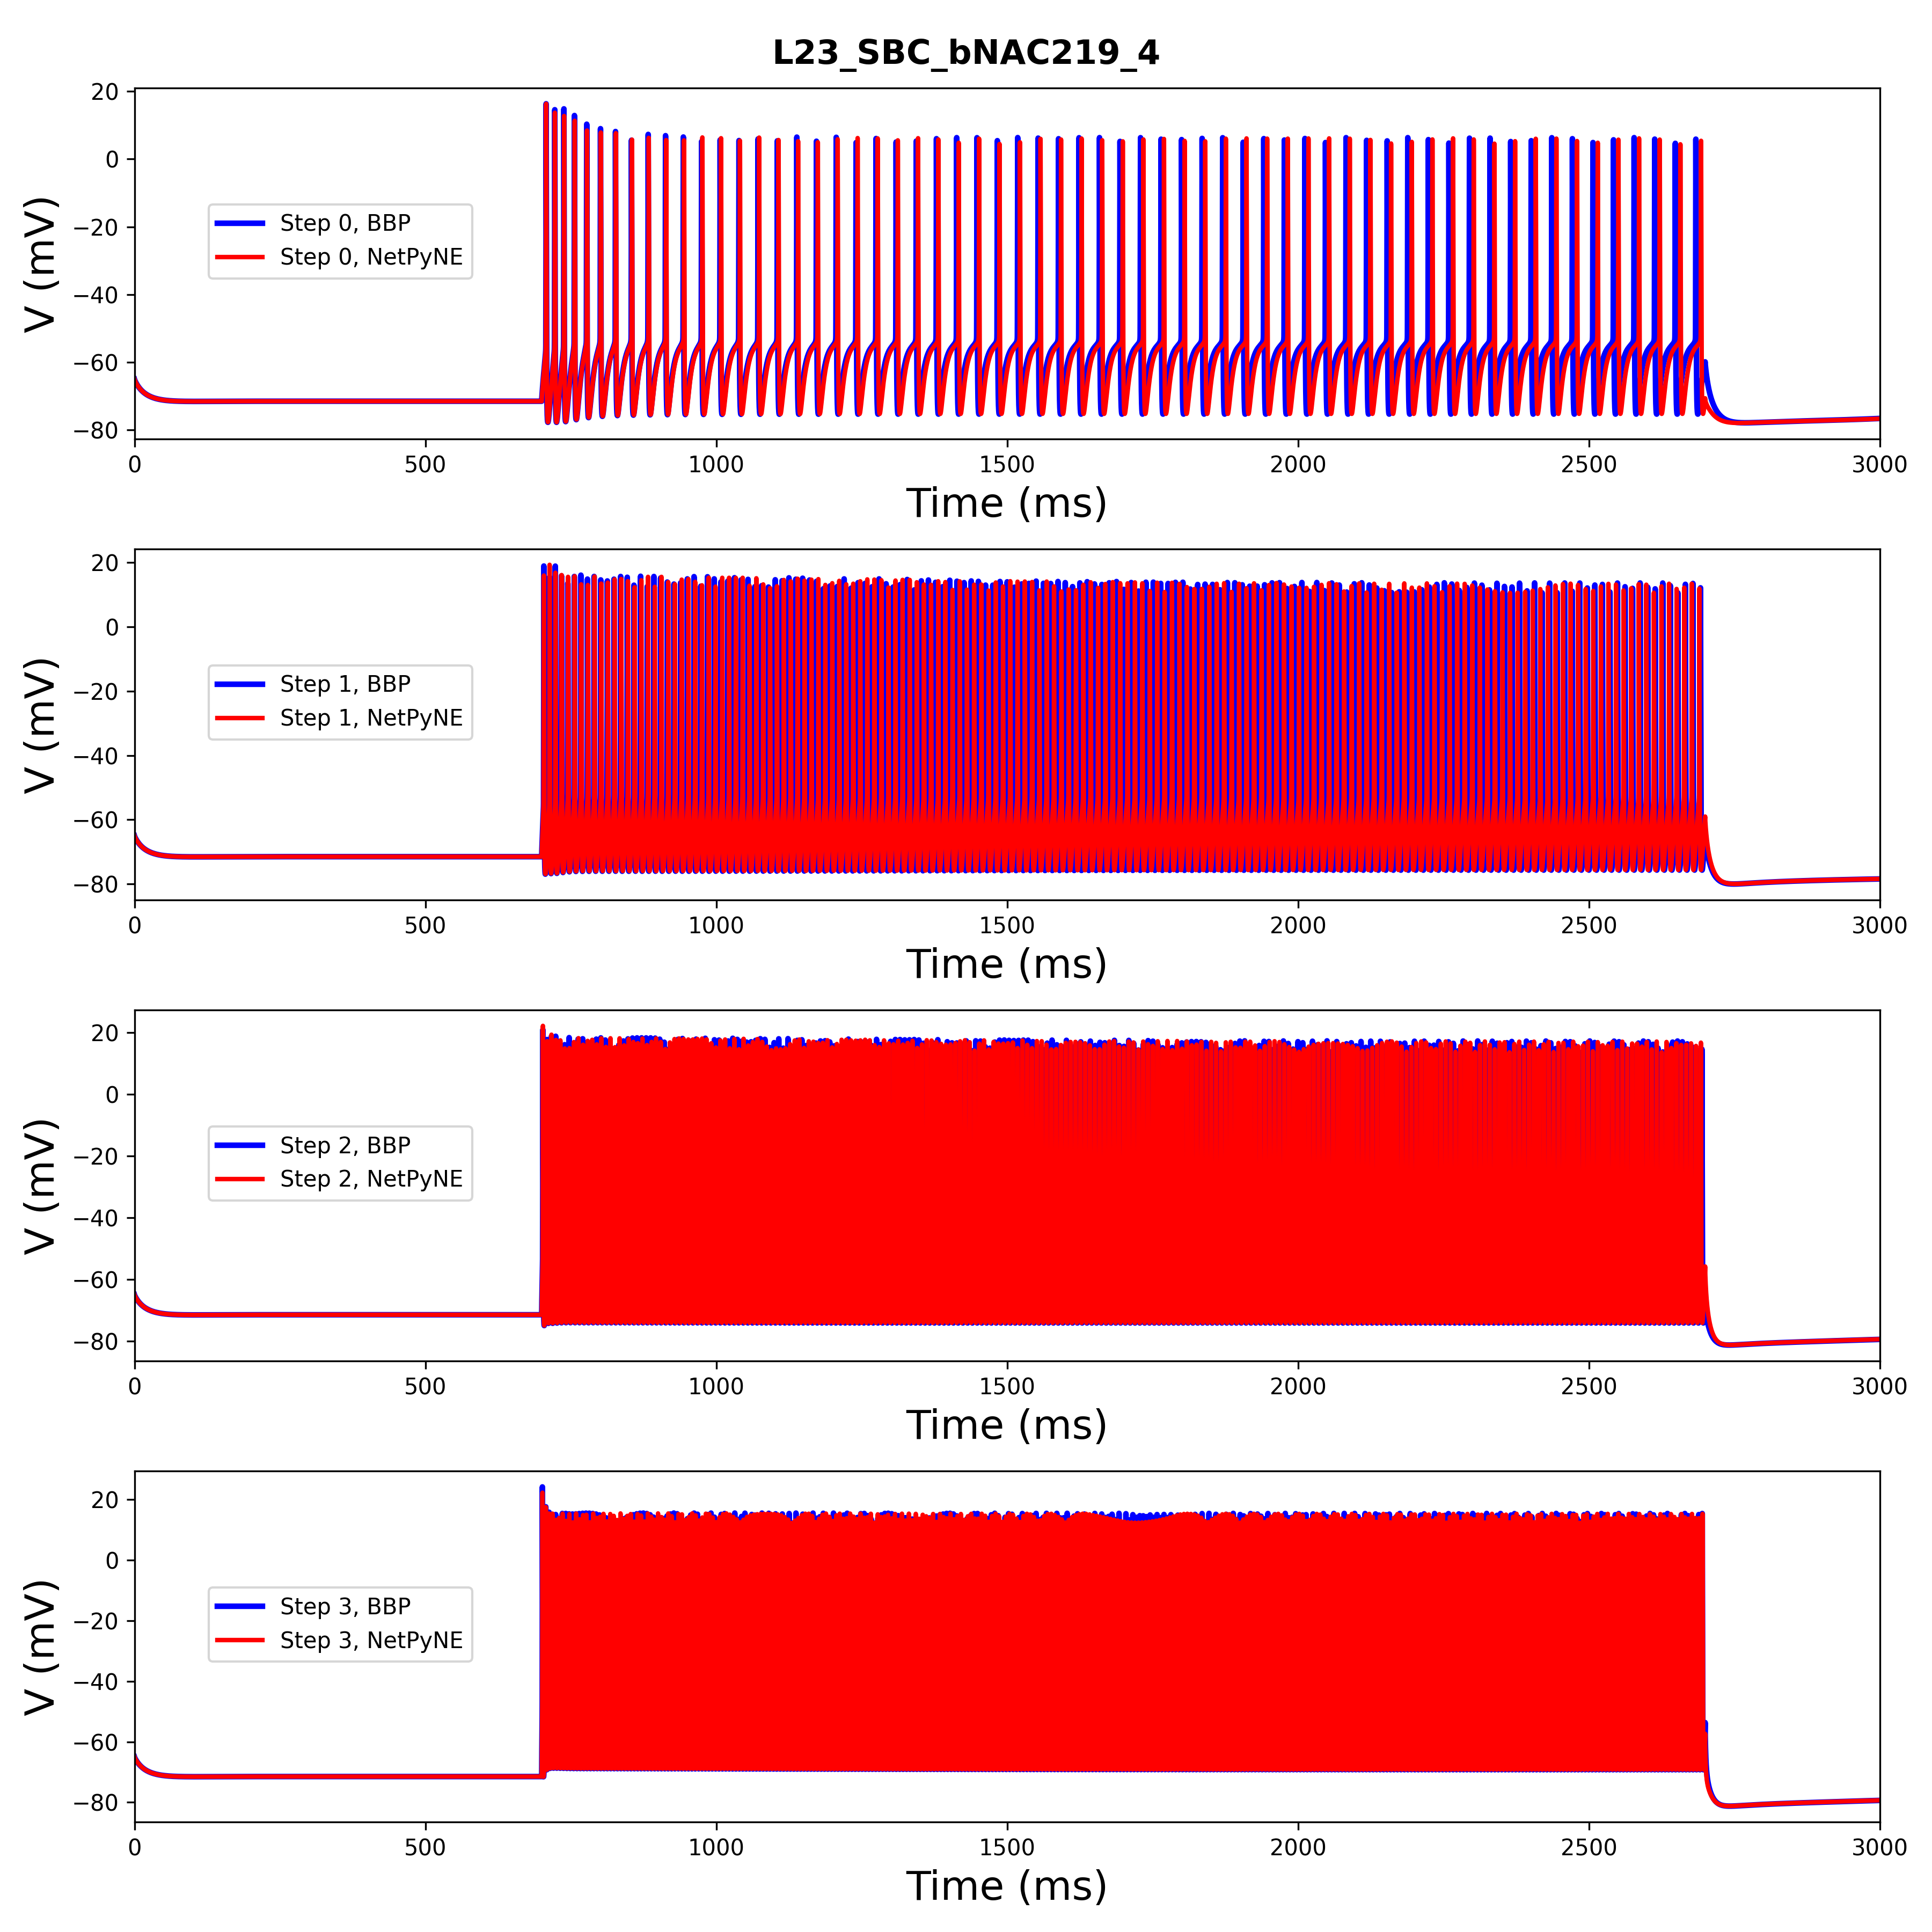 L23_SBC_bNAC219_4
20
0
−20
−40
−60
−80
V (mV)
Step 0, BBP
Step 0, NetPyNE
0 500 1000 1500 2000 2500 3000
Time (ms)
20
0
−20
−40
−60
−80
V (mV)
Step 1, BBP
Step 1, NetPyNE
0 500 1000 1500 2000 2500 3000
Time (ms)
20
0
−20
−40
−60
−80
V (mV)
Step 2, BBP
Step 2, NetPyNE
0 500 1000 1500 2000 2500 3000
Time (ms)
20
0
−20
−40
−60
−80
V (mV)
Step 3, BBP
Step 3, NetPyNE
0 500 1000 1500 2000 2500 3000
Time (ms)